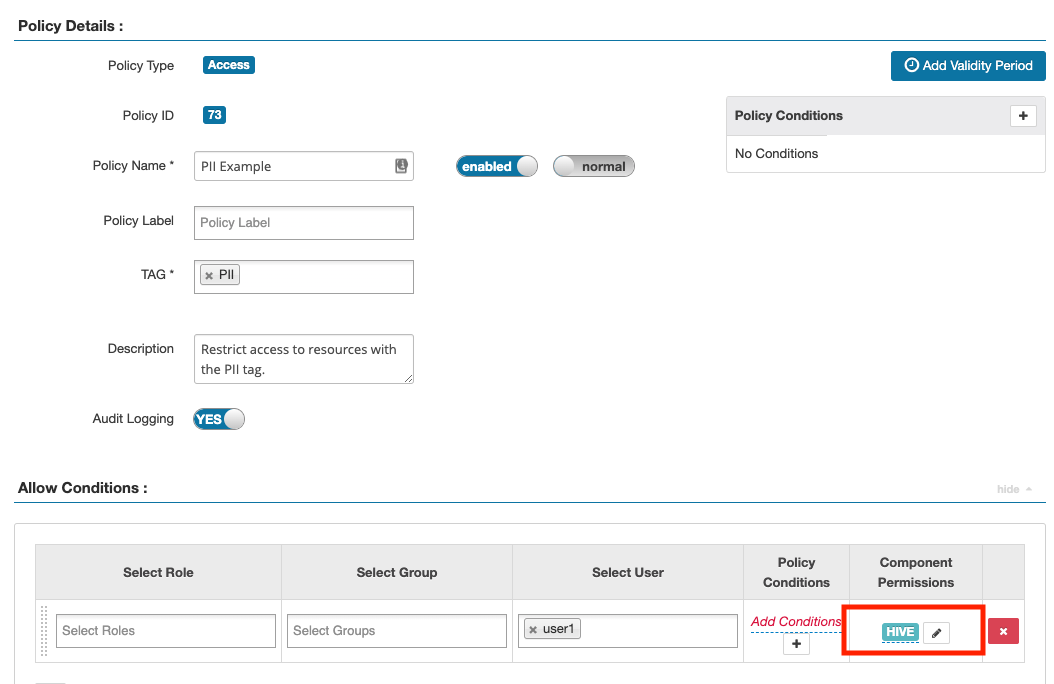 Policy Details :
Policy Type Access
Add Validity Period
Policy ID 73
Policy Conditions +
No Conditions
Policy Name * PII Example enabled normal
Policy Label Policy Label
TAG * × PII
Description Restrict access to resources with
the PII tag.
Audit Logging YES
Allow Conditions :
hide
Select Role Select Group Select User Policy Conditions Component Permissions
Select Roles Select Groups × user1 Add Conditions + HIVE ×